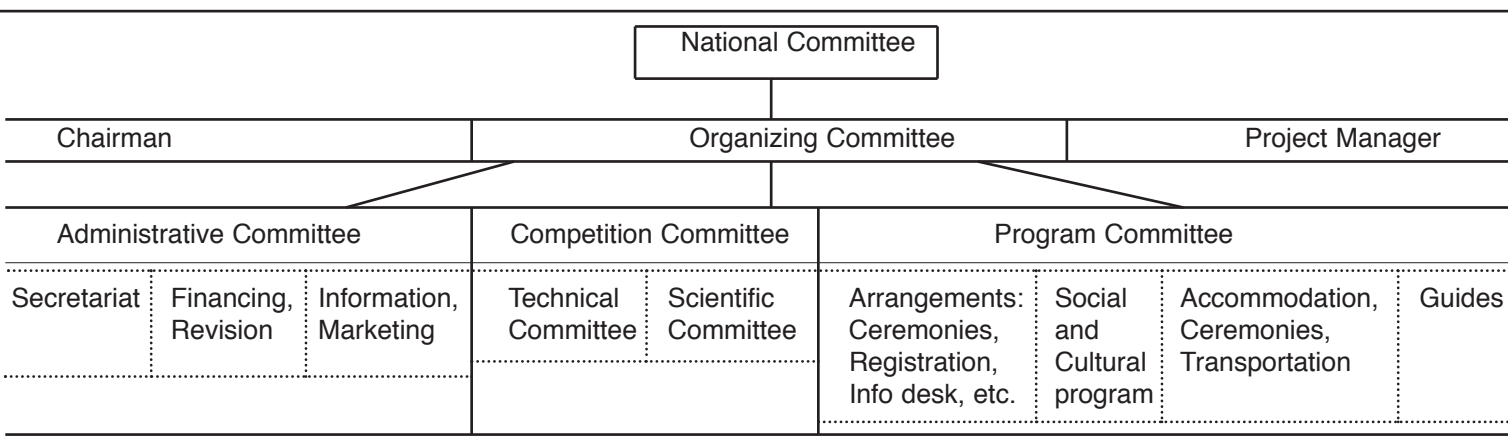 National Committee
Chairman
Organizing Committee
Project Manager
Administrative Committee
Competition Committee
Program Committee
Secretariat
Financing,
Revision
Information,
Marketing
Technical
Committee
Scientific
Committee
Arrangements:
Ceremonies,
Registration,
Info desk, etc.
Social
and
Cultural
program
Accommodation,
Ceremonies,
Transportation
Guides